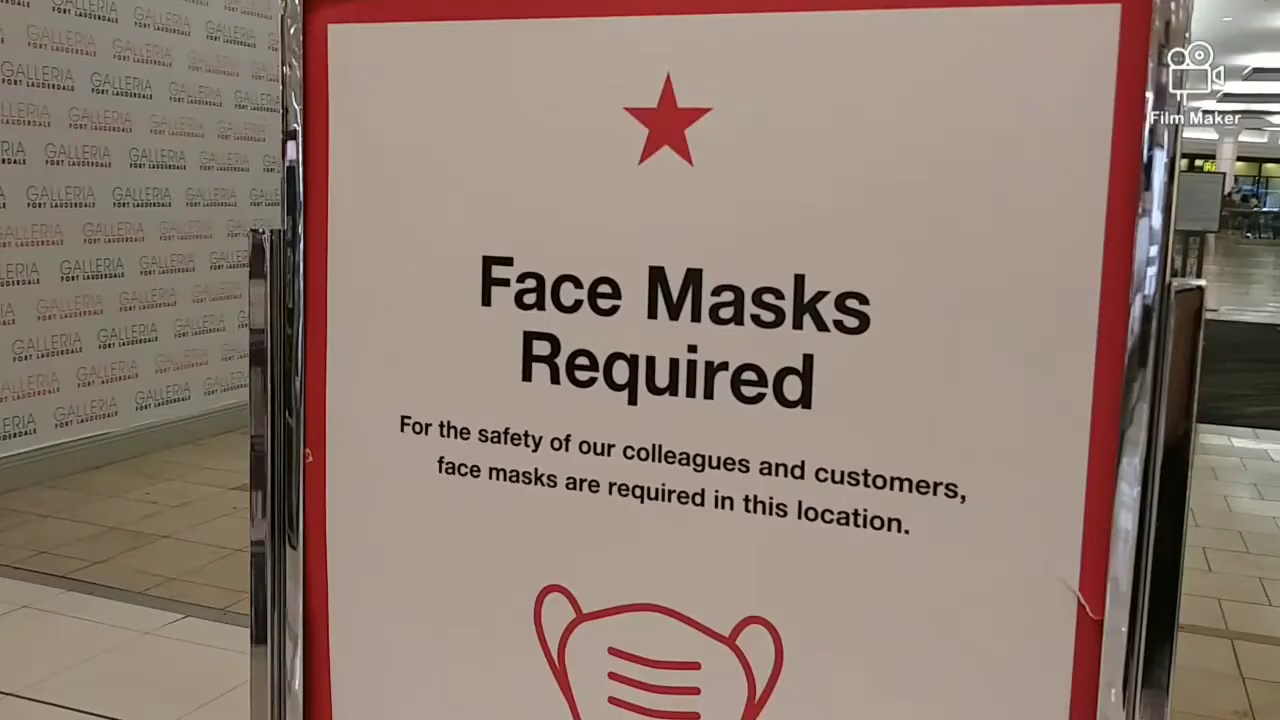 GALLERIA
FORT LAUDERDALE
Film Maker
Face Masks
Required
For the safety of our colleagues and customers,
face masks are required in this location.